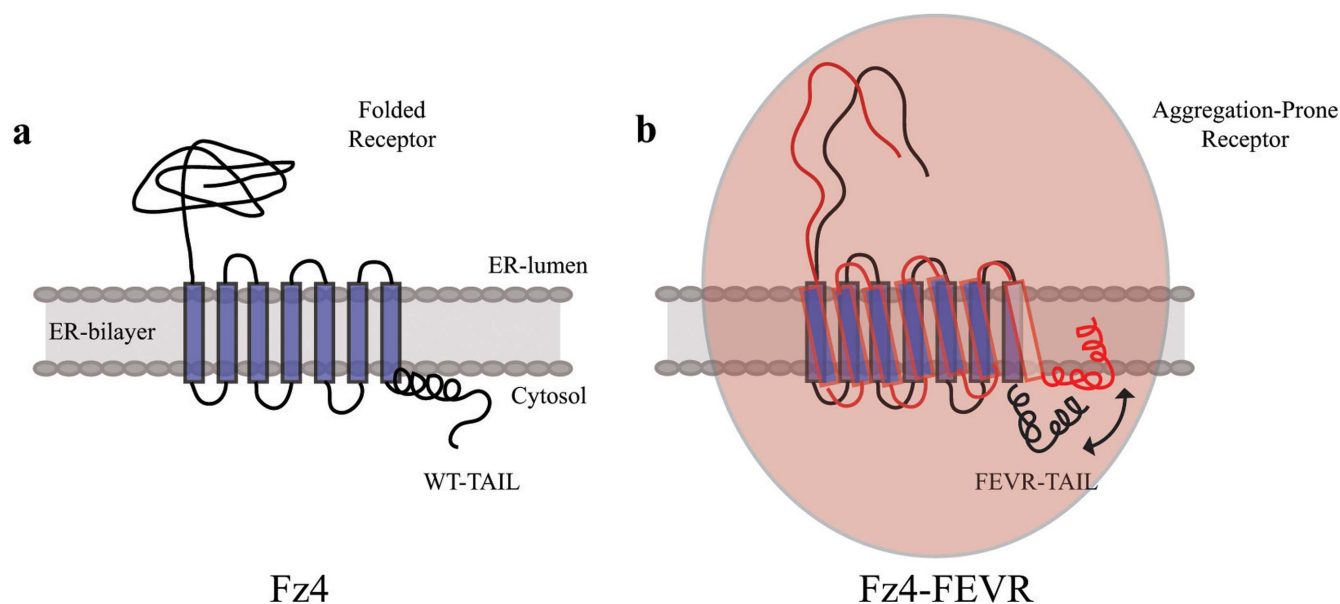 a
Folded
Receptor
ER-lumen
ER-bilayer
Cytosol
WT-TAIL
Fz4
b
Aggregation-Prone
Receptor
FEVR-TAIL
Fz4-FEVR